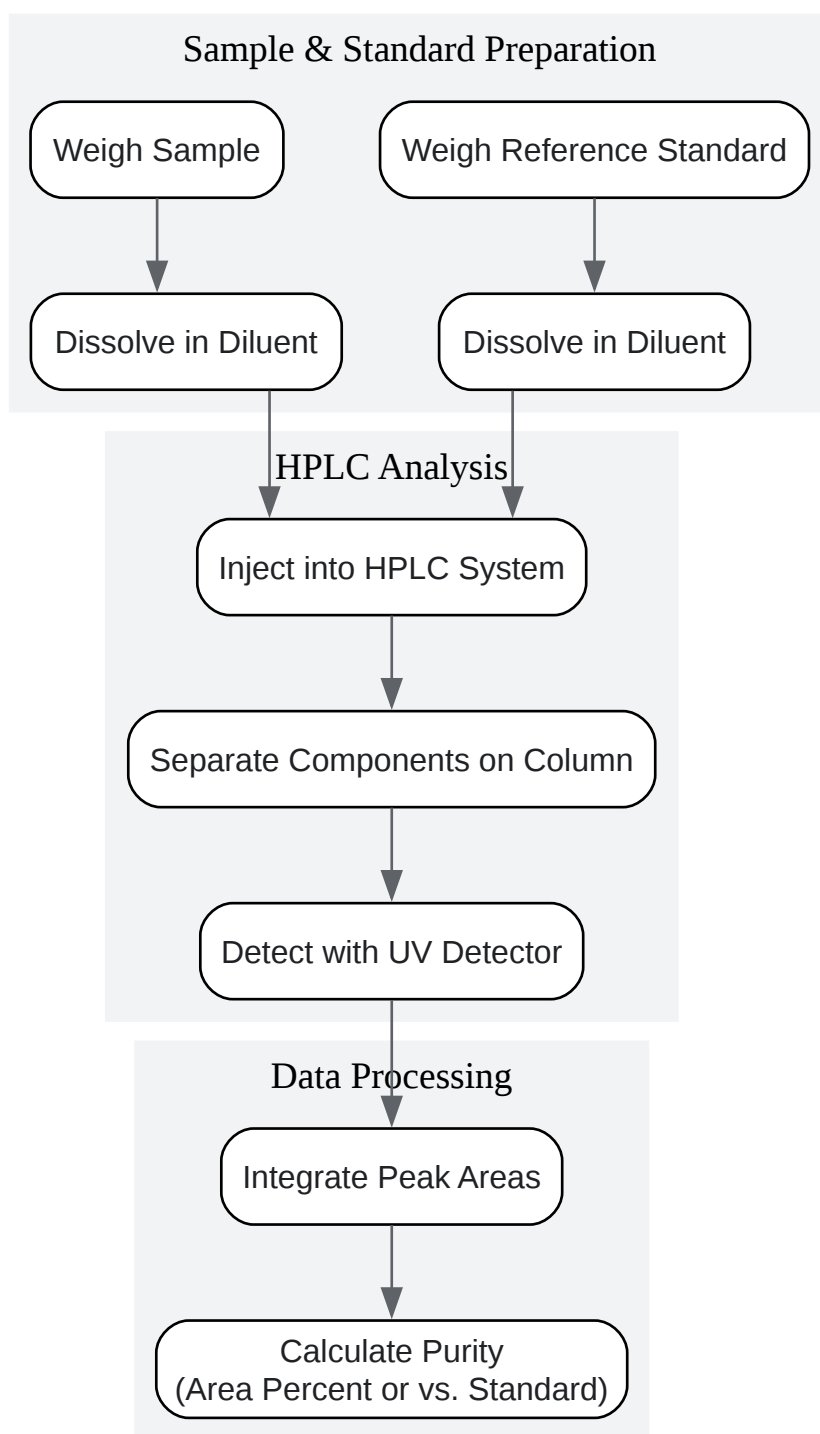 Sample & Standard Preparation
Weigh Sample
Weigh Reference Standard
Dissolve in Diluent
Dissolve in Diluent
HPLC Analysis
Inject into HPLC System
Separate Components on Column
Detect with UV Detector
Data Processing
Integrate Peak Areas
Calculate Purity
(Area Percent or vs. Standard)